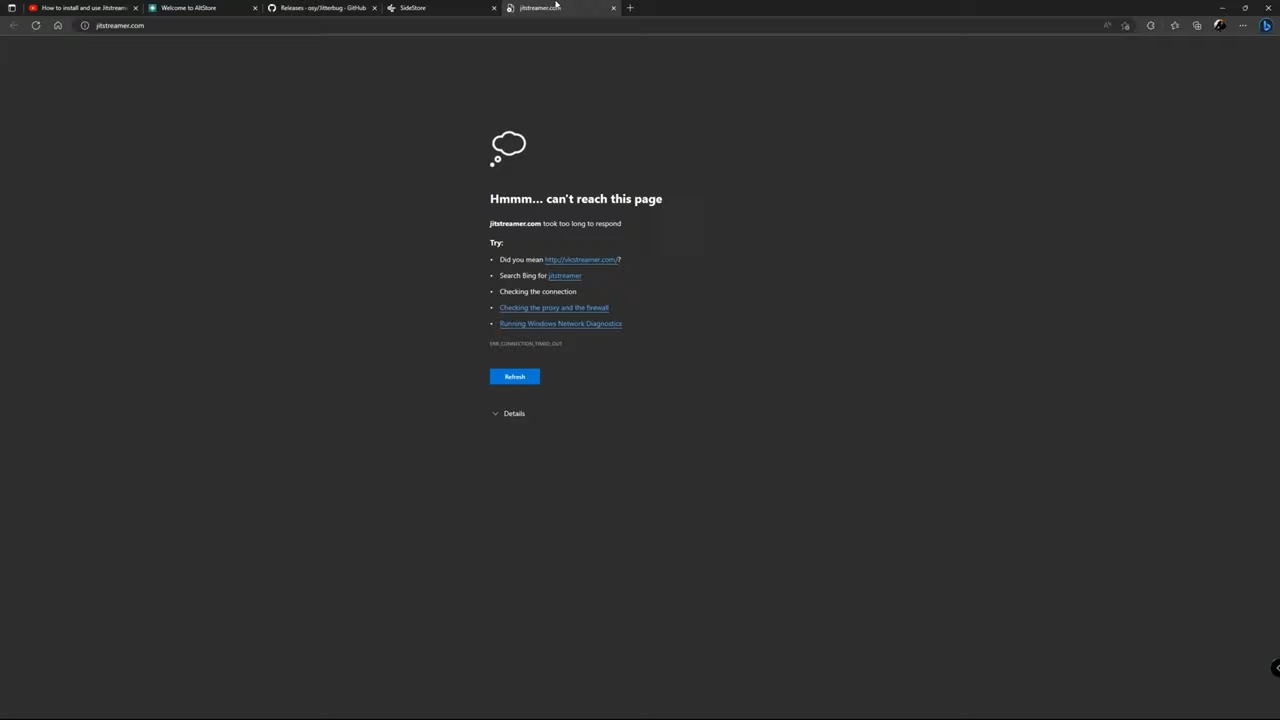 How to install and use Jitstream
Welcome to AltStore
Releases · osy/Jitterbug · GitHub
SideStore
jitstreamer.com
jitstreamer.com
Hmmm... can't reach this page
jitstreamer.com took too long to respond
Try:
• Did you mean http://vlcstreamer.com/?
• Search Bing for jitstreamer
• Checking the connection
• Checking the proxy and the firewall
• Running Windows Network Diagnostics
ERR_CONNECTION_TIMED_OUT
Refresh
Details